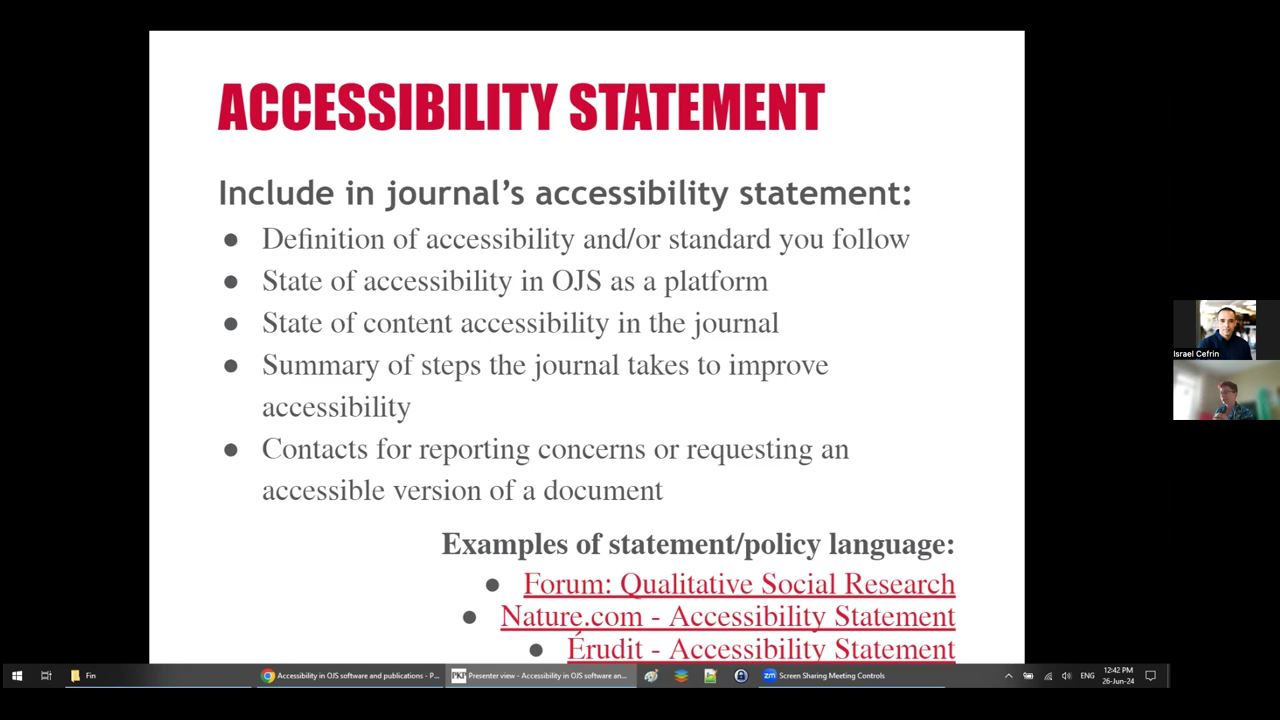 ACCESSIBILITY STATEMENT
Include in journal’s accessibility statement:
● Definition of accessibility and/or standard you follow
● State of accessibility in OJS as a platform
● State of content accessibility in the journal
● Summary of steps the journal takes to improve
accessibility
● Contacts for reporting concerns or requesting an
accessible version of a document
Examples of statement/policy language:
● Forum: Qualitative Social Research
● Nature.com - Accessibility Statement
● Érudit - Accessibility Statement
Israel Cefrin
Fin
Accessibility in OJS software and publications - P...
PKP Presenter view - Accessibility in OJS software an...
zm Screen Sharing Meeting Controls
ENG
12:42 PM
26-Jun-24